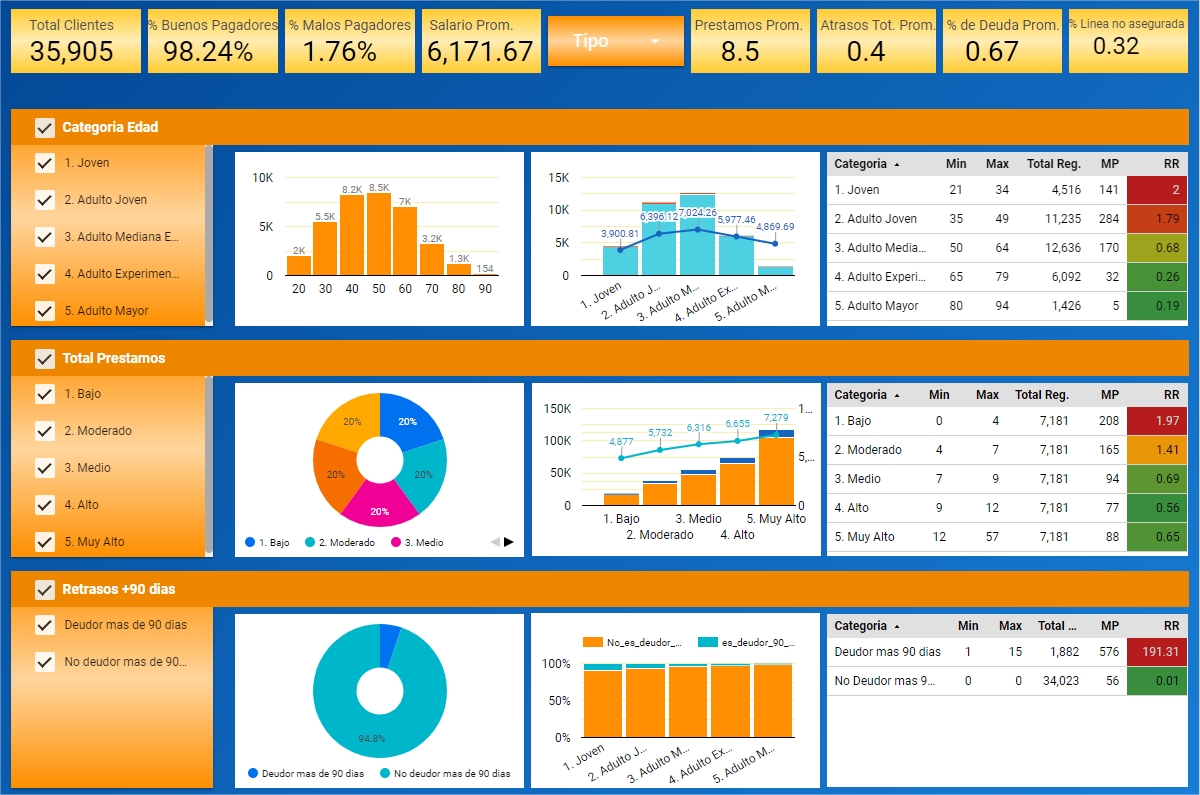 Total Clientes
35,905
% Buenos Pagadores
98.24%
% Malos Pagadores
1.76%
Salario Prom.
6,171.67
Tipo
Prestamos Prom.
8.5
Atrasos Tot. Prom.
0.4
% de Deuda Prom.
0.67
% Linea no asegurada
0.32
Categoria Edad
1. Joven
2. Adulto Joven
3. Adulto Mediana E...
4. Adulto Experimen...
5. Adulto Mayor
10K
5K
0
2K
5.5K
8.2K
8.5K
7K
3.2K
1.3K
154
20 30 40 50 60 70 80 90
15K
10K
5K
0
3,900.81
6,396.12
7,024.26
5,977.46
4,869.69
1. Joven
2. Adulto J...
3. Adulto M...
4. Adulto Ex...
5. Adulto M...
Categoria Min Max Total Reg. MP RR
1. Joven 21 34 4,516 141 2
2. Adulto Joven 35 49 11,235 284 1.79
3. Adulto Media... 50 64 12,636 170 0.68
4. Adulto Experi... 65 79 6,092 32 0.26
5. Adulto Mayor 80 94 1,426 5 0.19
Total Prestamos
1. Bajo
2. Moderado
3. Medio
4. Alto
5. Muy Alto
20%
20%
20%
20%
20%
1. Bajo 2. Moderado 3. Medio
150K
100K
50K
0
4,877
5,732
6,316
6,655
7,279
1...
5,...
0
1. Bajo 3. Medio 5. Muy Alto
2. Moderado 4. Alto
Categoria Min Max Total Reg. MP RR
1. Bajo 0 4 7,181 208 1.97
2. Moderado 4 7 7,181 165 1.41
3. Medio 7 9 7,181 94 0.69
4. Alto 9 12 7,181 77 0.56
5. Muy Alto 12 57 7,181 88 0.65
Retrasos +90 dias
Deudor mas de 90 dias
No deudor mas de 90...
94.8%
Deudor mas de 90 dias No deudor mas de 90 dias
No_es_deudor_... es_deudor_90_...
100%
50%
0%
1. Joven
2. Adulto J...
3. Adulto M...
4. Adulto Ex...
5. Adulto M...
Categoria Min Max Total ... MP RR
Deudor mas 90 dias 1 15 1,882 576 191.31
No Deudor mas 9... 0 0 34,023 56 0.01